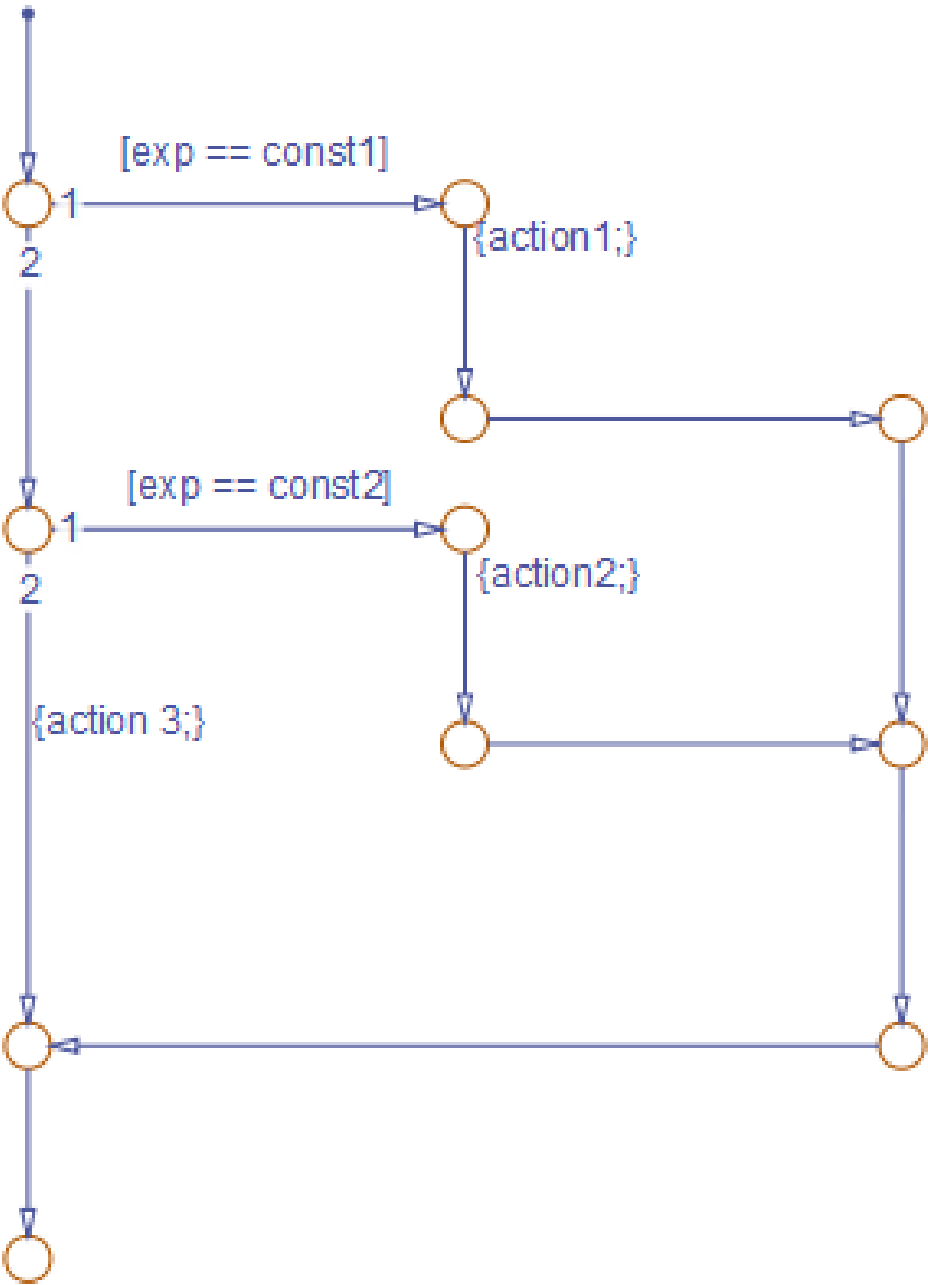 [exp == const1]
1
{action1;}
2
[exp == const2]
1
{action2;}
2
{action 3;}